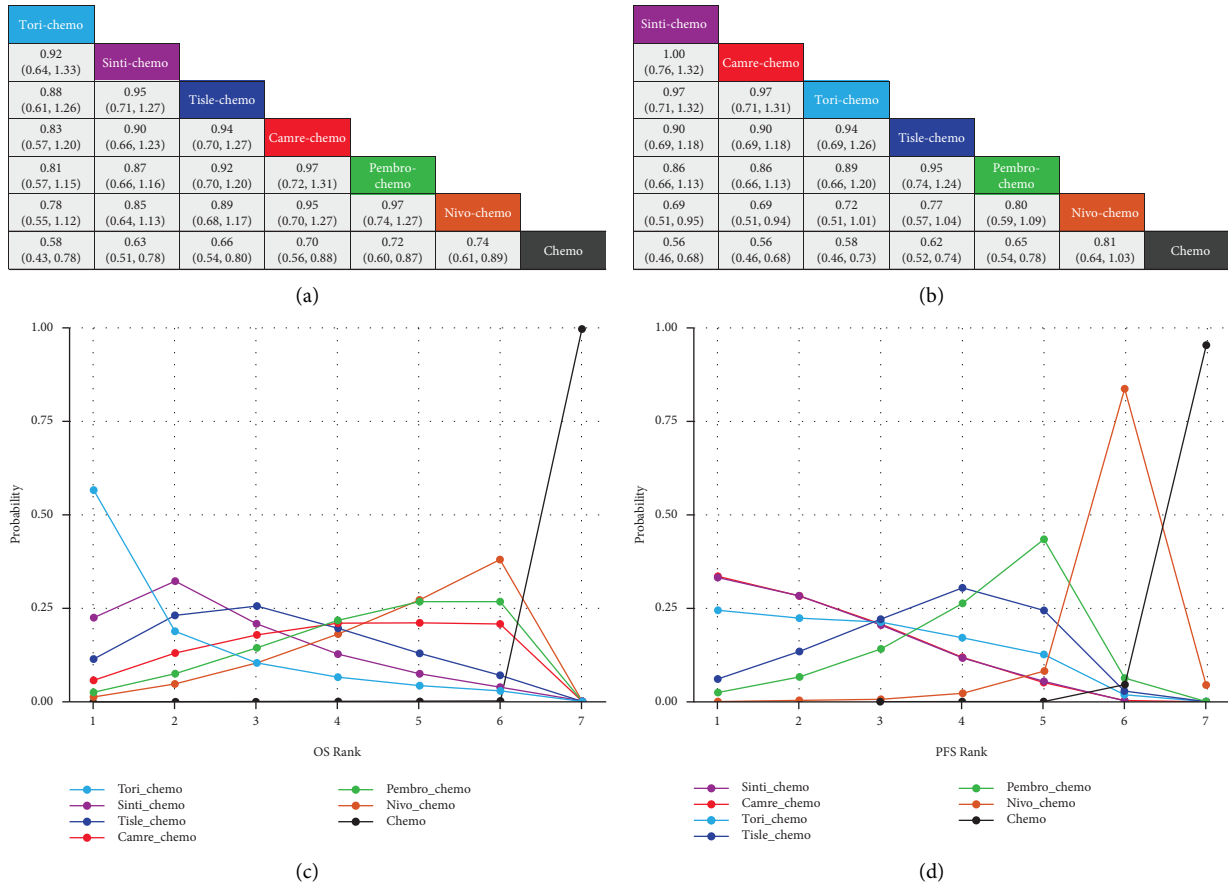 Tori-chemo
0.92
(0.64, 1.33)
Sinti-chemo
0.88
(0.61, 1.26)
0.95
(0.71, 1.27)
Tisle-chemo
0.83
(0.57, 1.20)
0.90
(0.66, 1.23)
0.94
(0.70, 1.27)
Camre-chemo
0.81
(0.57, 1.15)
0.87
(0.66, 1.16)
0.92
(0.70, 1.20)
0.97
(0.72, 1.31)
Pembro-
chemo
0.78
(0.55, 1.12)
0.85
(0.64, 1.13)
0.89
(0.68, 1.17)
0.95
(0.70, 1.27)
0.97
(0.74, 1.27)
Nivo-chemo
0.58
(0.43, 0.78)
0.63
(0.51, 0.78)
0.66
(0.54, 0.80)
0.70
(0.56, 0.88)
0.72
(0.60, 0.87)
0.74
(0.61, 0.89)
Chemo
(a)
Sinti-chemo
1.00
(0.76, 1.32)
Camre-chemo
0.97
(0.71, 1.32)
0.97
(0.71, 1.31)
Tori-chemo
0.90
(0.69, 1.18)
0.90
(0.69, 1.18)
0.94
(0.69, 1.26)
Tisle-chemo
0.86
(0.66, 1.13)
0.86
(0.66, 1.13)
0.89
(0.66, 1.20)
0.95
(0.74, 1.24)
Pembro-
chemo
0.69
(0.51, 0.95)
0.69
(0.51, 0.94)
0.72
(0.51, 1.01)
0.77
(0.57, 1.04)
0.80
(0.59, 1.09)
Nivo-chemo
0.56
(0.46, 0.68)
0.56
(0.46, 0.68)
0.58
(0.46, 0.73)
0.62
(0.52, 0.74)
0.65
(0.54, 0.78)
0.81
(0.64, 1.03)
Chemo
(b)
1.00
0.75
0.50
0.25
0.00
Probability
1 2 3 4 5 6 7
OS Rank
Tori_chemo
Sinti_chemo
Tisle_chemo
Camre_chemo
Pembro_chemo
Nivo_chemo
Chemo
(c)
1.00
0.75
0.50
0.25
0.00
Probability
1 2 3 4 5 6 7
PFS Rank
Sinti_chemo
Camre_chemo
Tori_chemo
Tisle_chemo
Pembro_chemo
Nivo_chemo
Chemo
(d)